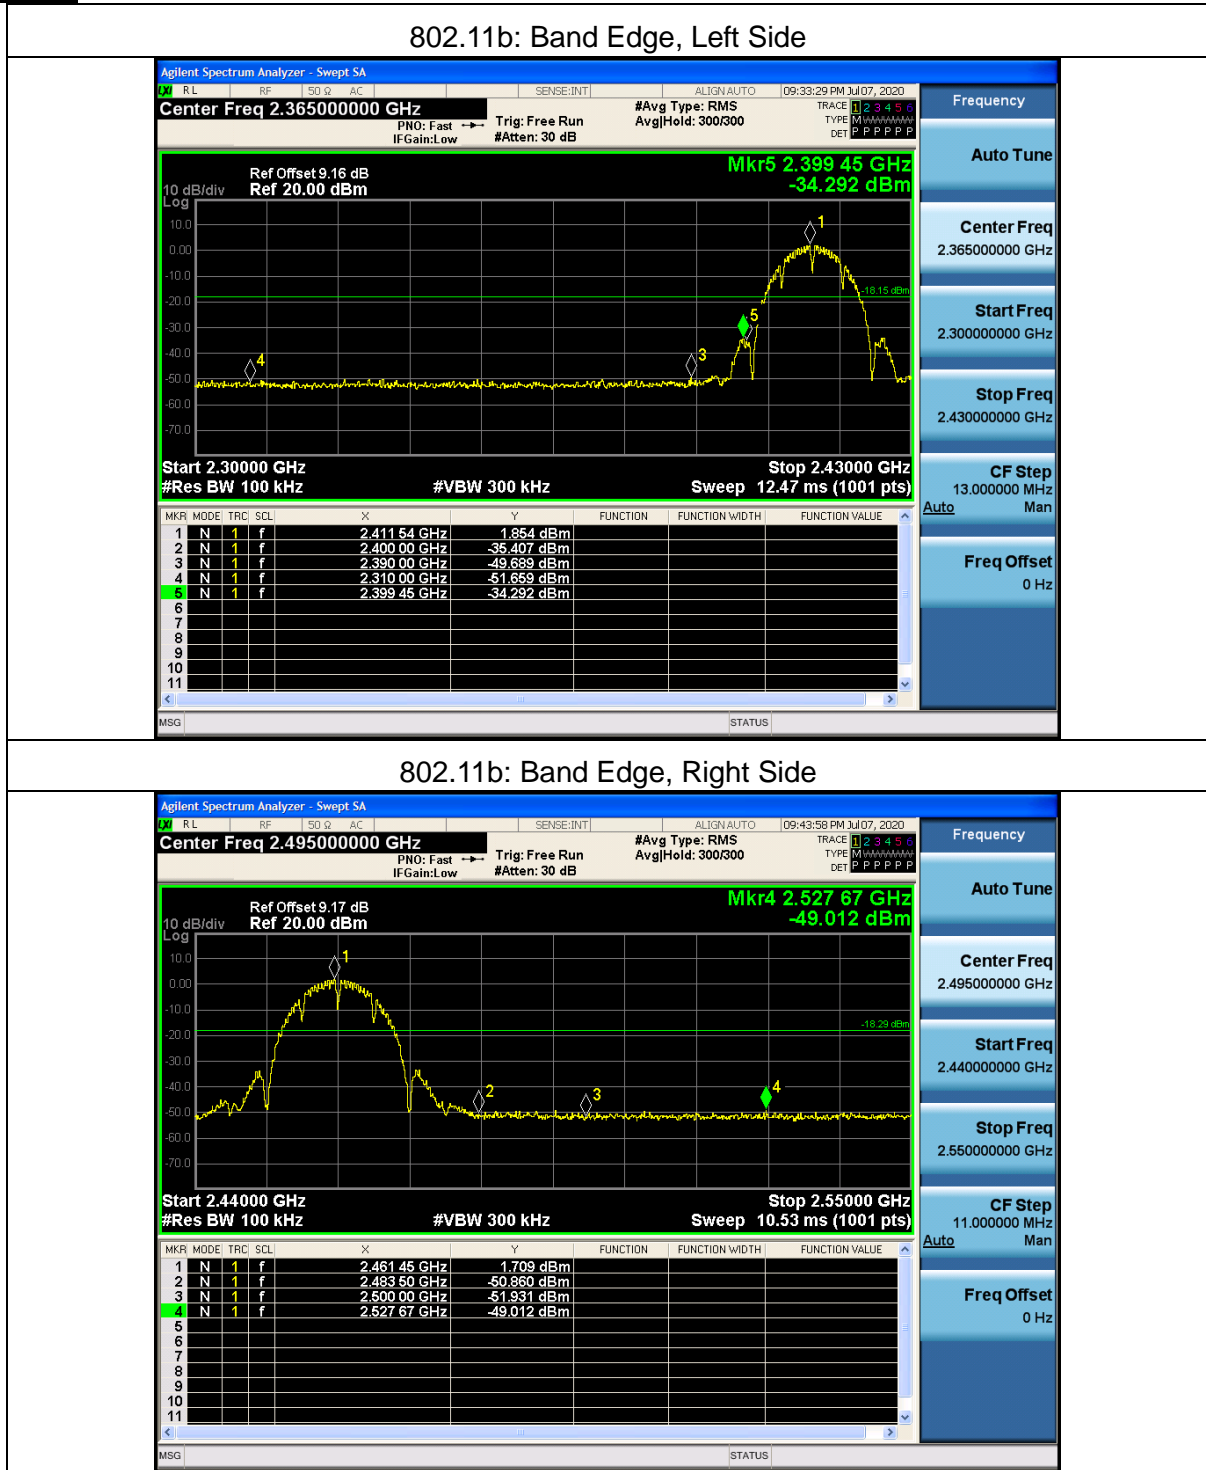 802.11b: Band Edge, Left Side
Agilent Spectrum Analyzer - Swept SA
LXI RL RF 50 Ω AC SENSE:INT ALIGN AUTO 09:33:29 PM Jul 07, 2020
Center Freq 2.365000000 GHz #Avg Type: RMS TRACE 1 2 3 4 5 6
PNO: Fast Trig: Free Run Avg|Hold: 300/300 TYPE M
IFGain:Low #Atten: 30 dB DET P P P P P P
Frequency
Auto Tune
Mkr5 2.399 45 GHz
-34.292 dBm
Ref Offset 9.16 dB
10 dB/div Ref 20.00 dBm
Log
10.0
0.00
-10.0
-20.0
-30.0
-40.0
-50.0
-60.0
-70.0
1
-18.15 dBm
5
3
4
Center Freq
2.365000000 GHz
Start Freq
2.300000000 GHz
Stop Freq
2.430000000 GHz
CF Step
13.000000 MHz
Auto Man
Freq Offset
0 Hz
Start 2.30000 GHz Stop 2.43000 GHz
#Res BW 100 kHz #VBW 300 kHz Sweep 12.47 ms (1001 pts)
MKR MODE TRC SCL X Y FUNCTION FUNCTION WIDTH FUNCTION VALUE
1 N 1 f 2.411 54 GHz 1.854 dBm
2 N 1 f 2.400 00 GHz -35.407 dBm
3 N 1 f 2.390 00 GHz -49.689 dBm
4 N 1 f 2.310 00 GHz -51.659 dBm
5 N 1 f 2.399 45 GHz -34.292 dBm
6
7
8
9
10
11
MSG STATUS
802.11b: Band Edge, Right Side
Agilent Spectrum Analyzer - Swept SA
LXI RL RF 50 Ω AC SENSE:INT ALIGN AUTO 09:43:58 PM Jul 07, 2020
Center Freq 2.495000000 GHz #Avg Type: RMS TRACE 1 2 3 4 5 6
PNO: Fast Trig: Free Run Avg|Hold: 300/300 TYPE M
IFGain:Low #Atten: 30 dB DET P P P P P P
Frequency
Auto Tune
Mkr4 2.527 67 GHz
-49.012 dBm
Ref Offset 9.17 dB
10 dB/div Ref 20.00 dBm
Log
10.0
0.00
-10.0
-20.0
-30.0
-40.0
-50.0
-60.0
-70.0
1
-18.29 dBm
2
3
4
Center Freq
2.495000000 GHz
Start Freq
2.440000000 GHz
Stop Freq
2.550000000 GHz
CF Step
11.000000 MHz
Auto Man
Freq Offset
0 Hz
Start 2.44000 GHz Stop 2.55000 GHz
#Res BW 100 kHz #VBW 300 kHz Sweep 10.53 ms (1001 pts)
MKR MODE TRC SCL X Y FUNCTION FUNCTION WIDTH FUNCTION VALUE
1 N 1 f 2.461 45 GHz 1.709 dBm
2 N 1 f 2.483 50 GHz -50.860 dBm
3 N 1 f 2.500 00 GHz -51.931 dBm
4 N 1 f 2.527 67 GHz -49.012 dBm
5
6
7
8
9
10
11
MSG STATUS